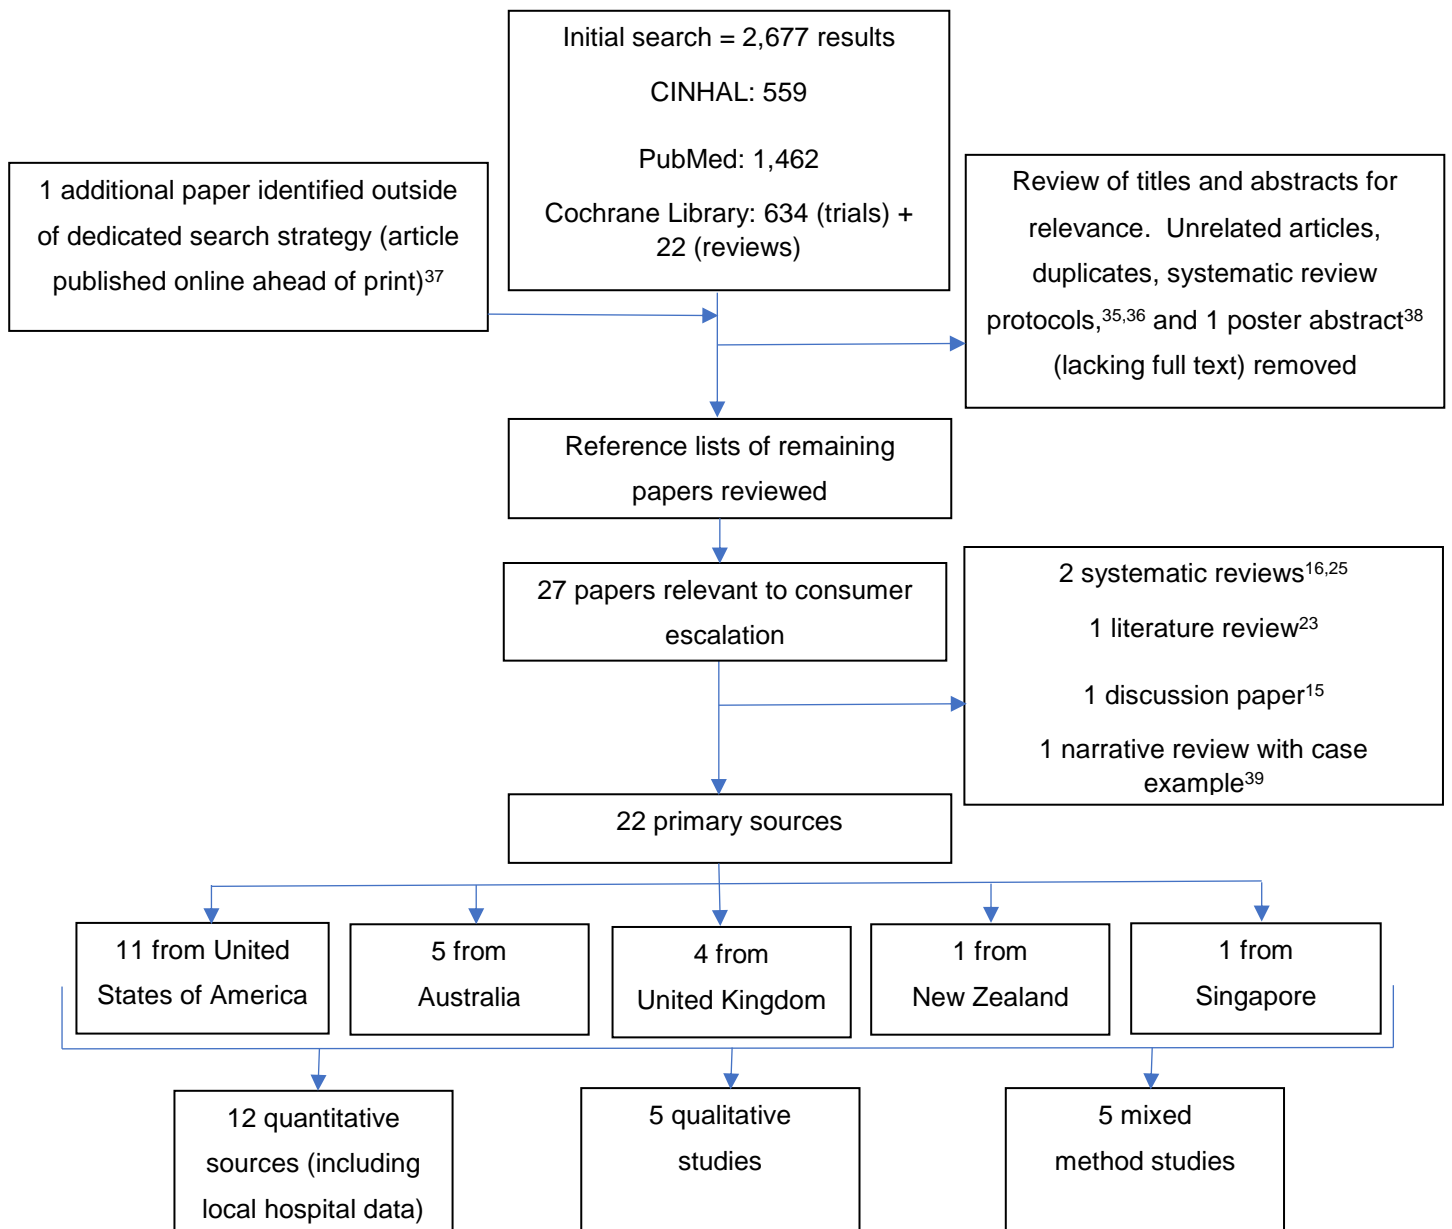 Initial search = 2,677 results
CINHAL: 559
PubMed: 1,462
Cochrane Library: 634 (trials) +
22 (reviews)
1 additional paper identified outside
of dedicated search strategy (article
published online ahead of print)37
Review of titles and abstracts for
relevance.  Unrelated articles,
duplicates, systematic review
protocols,35,36 and 1 poster abstract38
(lacking full text) removed
Reference lists of remaining
papers reviewed
27 papers relevant to consumer
escalation
2 systematic reviews16,25
1 literature review23
1 discussion paper15
1 narrative review with case
example39
22 primary sources
11 from United
States of America
5 from
Australia
4 from
United Kingdom
1 from
New Zealand
1 from
Singapore
12 quantitative
sources (including
local hospital data)
5 qualitative
studies
5 mixed
method studies